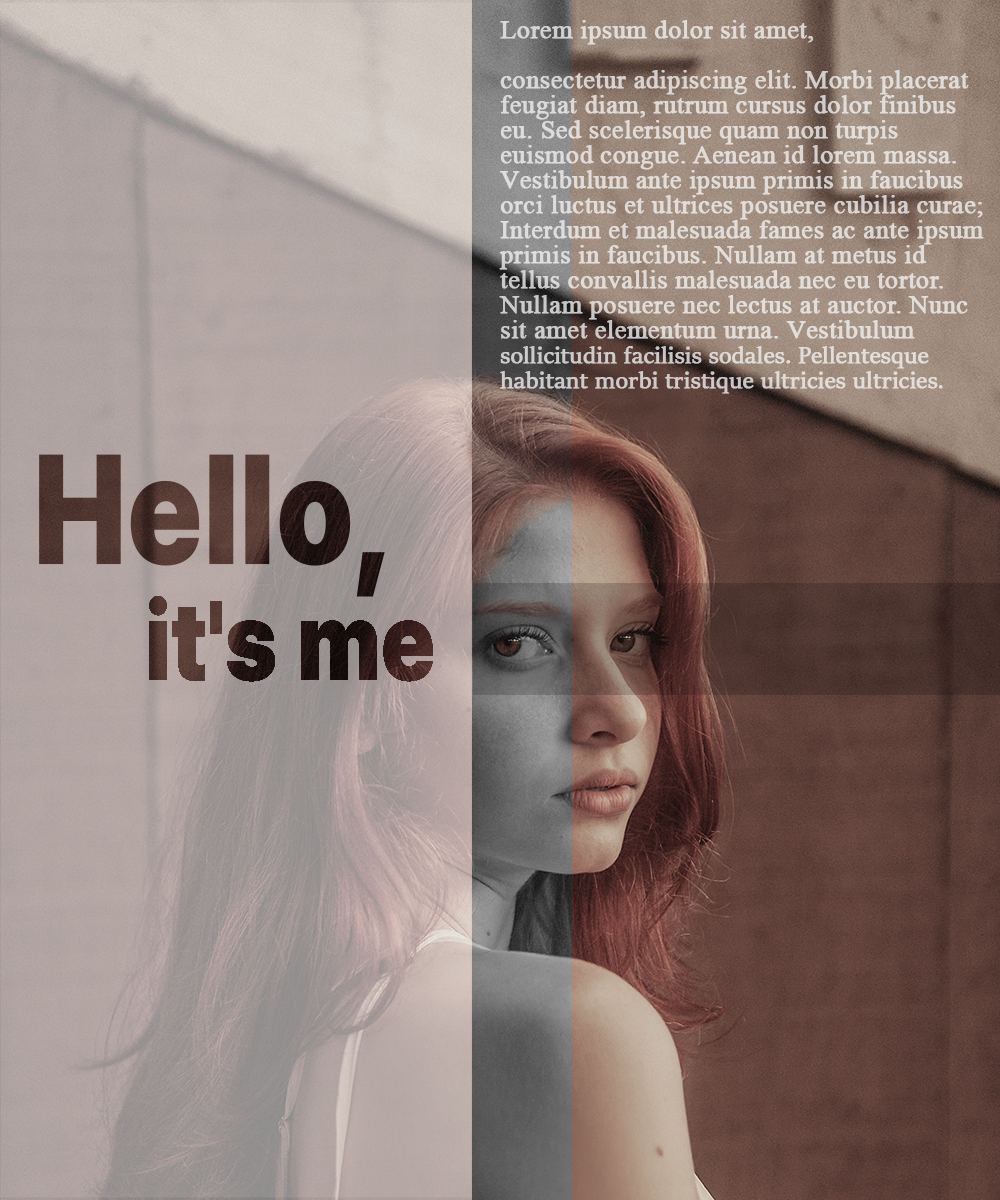 Lorem ipsum dolor sit amet,
consectetur adipiscing elit. Morbi placerat
feugiat diam, rutrum cursus dolor finibus
eu. Sed scelerisque quam non turpis
euismod congue. Aenean id lorem massa.
Vestibulum ante ipsum primis in faucibus
orci luctus et ultrices posuere cubilia curae;
Interdum et malesuada fames ac ante ipsum
primis in faucibus. Nullam at metus id
tellus convallis malesuada nec eu tortor.
Nullam posuere nec lectus at auctor. Nunc
sit amet elementum urna. Vestibulum
sollicitudin facilisis sodales. Pellentesque
habitant morbi tristique ultricies ultricies.
Hello,
it's me